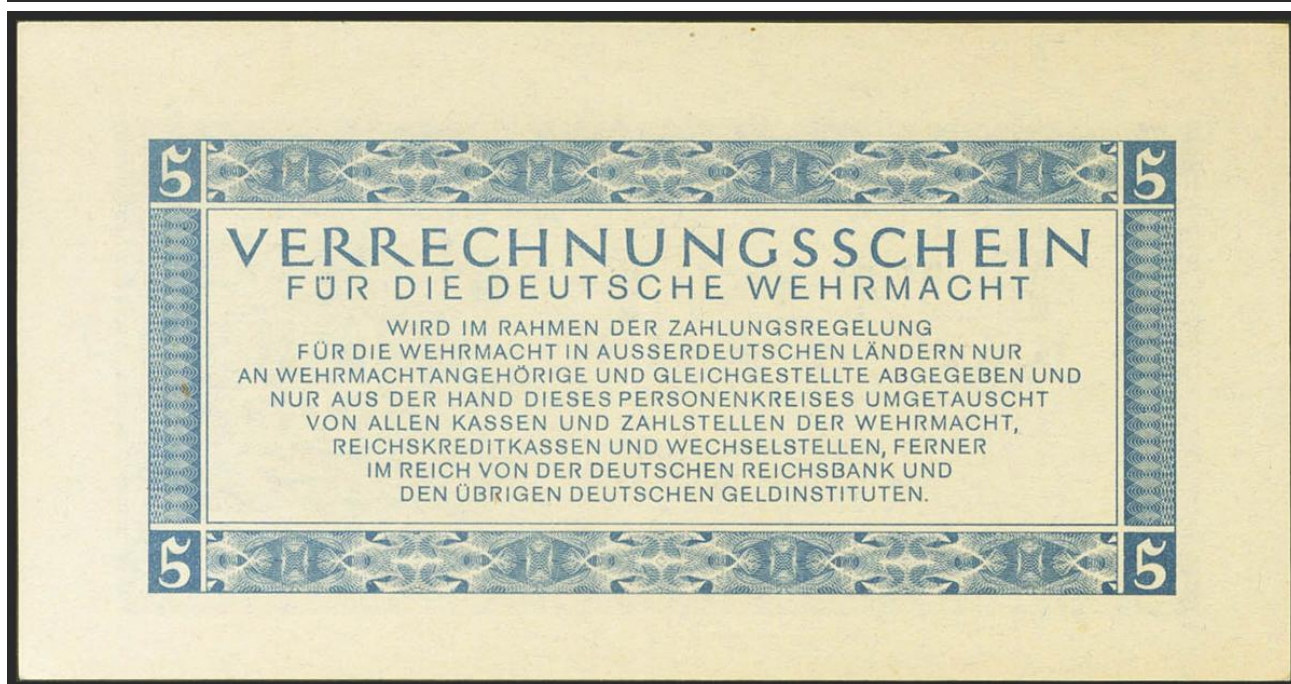 5 5
VERRECHNUNGSSCHEIN
FÜR DIE DEUTSCHE WEHRMACHT
WIRD IM RAHMEN DER ZAHLUNGSREGELUNG
FÜR DIE WEHRMACHT IN AUSSERDEUTSCHEN LÄNDERN NUR
AN WEHRMACHTANGEHÖRIGE UND GLEICHGESTELLTE ABGEGEBEN UND
NUR AUS DER HAND DIESES PERSONENKREISES UMGETAUSCHT
VON ALLEN KASSEN UND ZAHLSTELLEN DER WEHRMACHT,
REICHSKREDITKASSEN UND WECHSELSTELLEN, FERNER
IM REICH VON DER DEUTSCHEN REICHSBANK UND
DEN ÜBRIGEN DEUTSCHEN GELDINSTITUTEN.
5 5